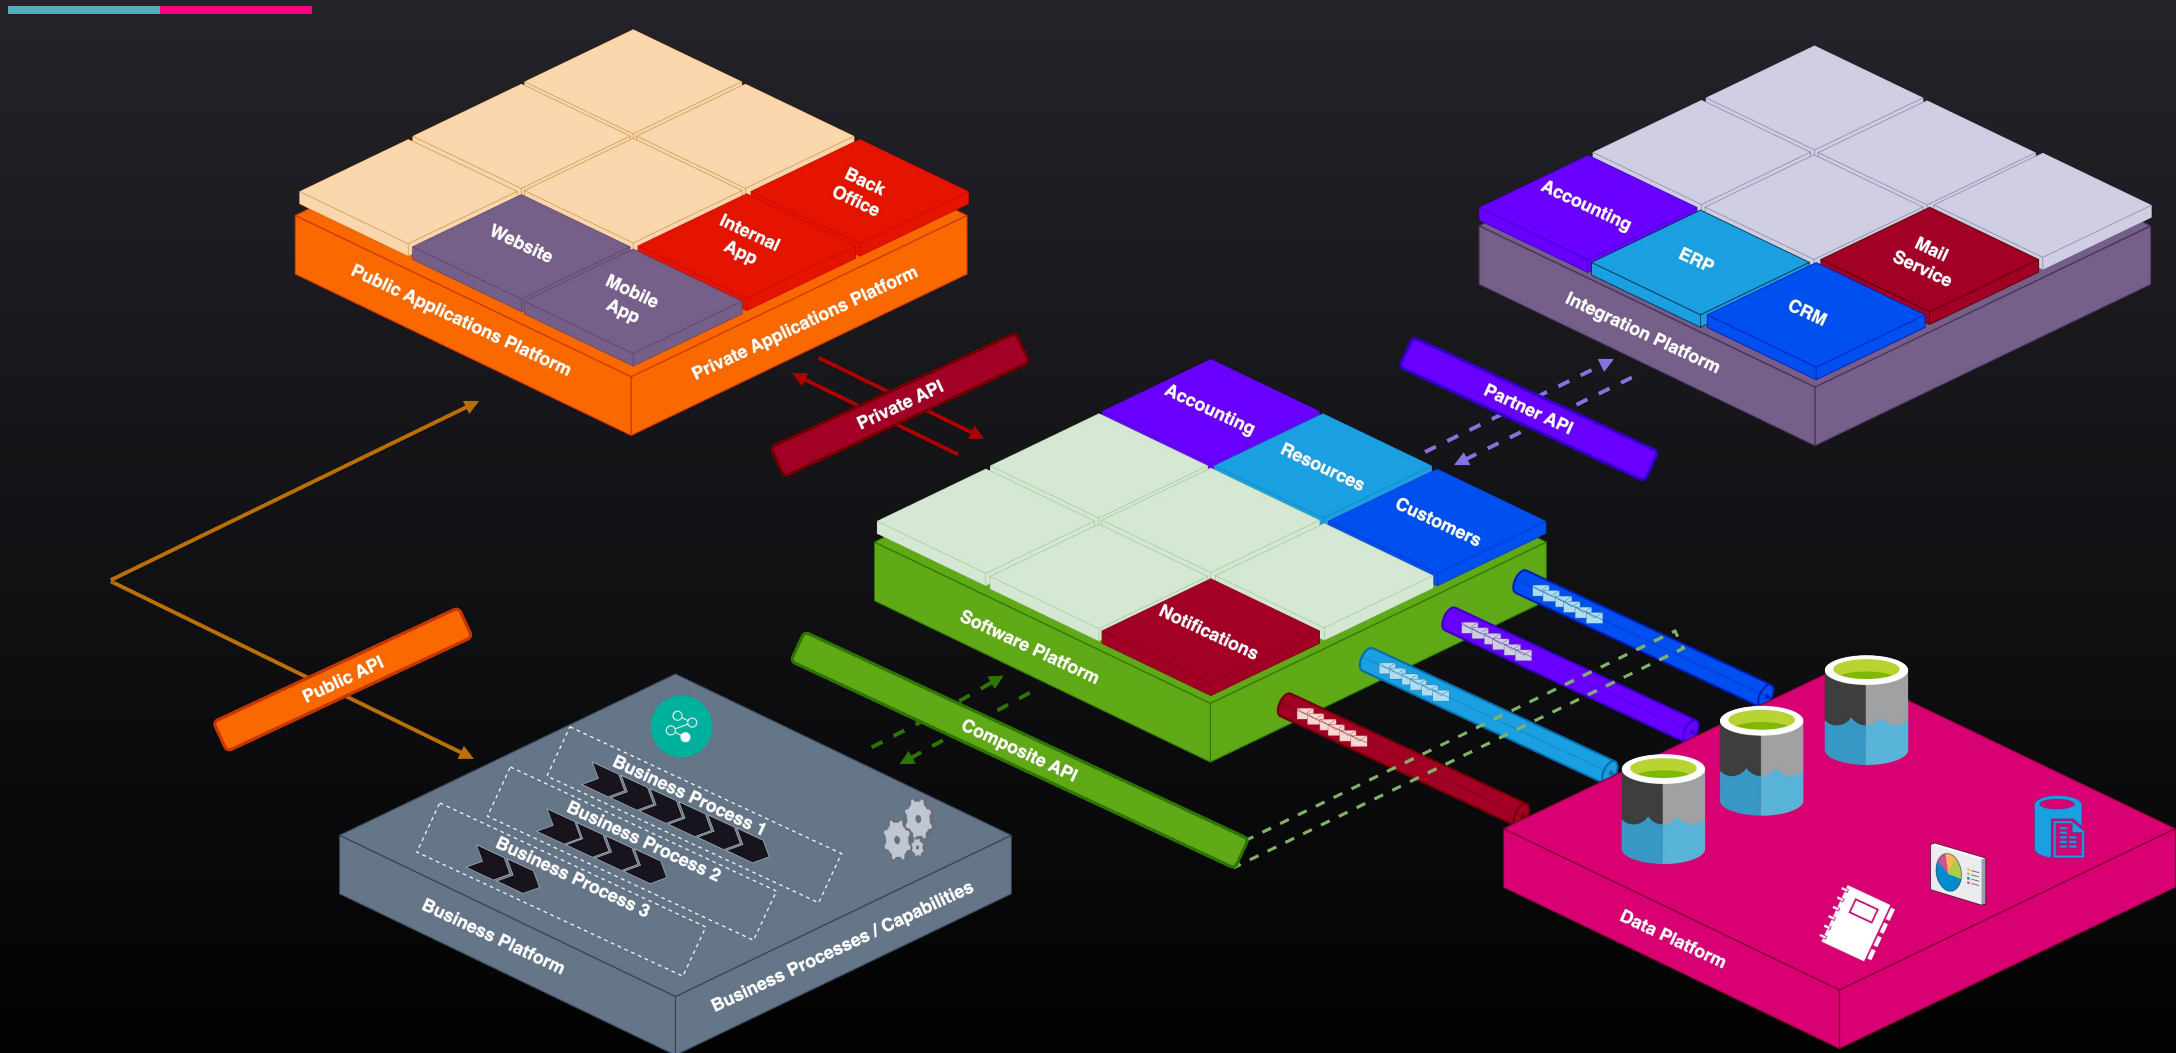 Back
Office
Internal
App
Website
Mobile
App
Public Applications Platform
Private Applications Platform
Accounting
ERP
Mail
Service
CRM
Integration Platform
Private API
Partner API
Accounting
Resources
Customers
Notifications
Software Platform
Public API
Composite API
Business Process 1
Business Process 2
Business Process 3
Business Platform
Business Processes / Capabilities
Data Platform